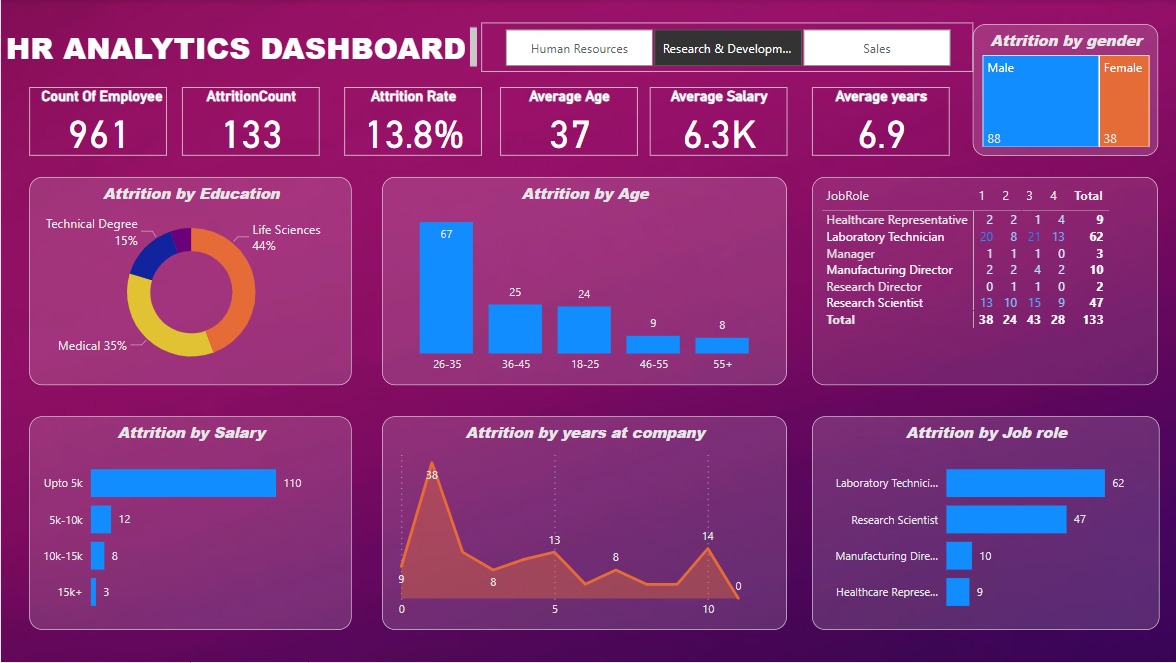 HR ANALYTICS DASHBOARD
Human Resources
Research & Developm...
Sales
Attrition by gender
Male
Female
88
38
Count Of Employee
961
AttritionCount
133
Attrition Rate
13.8%
Average Age
37
Average Salary
6.3K
Average years
6.9
Attrition by Education
Technical Degree
15%
Life Sciences
44%
Medical 35%
Attrition by Age
67
25
24
9
8
26-35
36-45
18-25
46-55
55+
JobRole 1 2 3 4 Total
Healthcare Representative 2 2 1 4 9
Laboratory Technician 20 8 21 13 62
Manager 1 1 1 0 3
Manufacturing Director 2 2 4 2 10
Research Director 0 1 1 0 2
Research Scientist 13 10 15 9 47
Total 38 24 43 28 133
Attrition by Salary
Upto 5k 110
5k-10k 12
10k-15k 8
15k+ 3
Attrition by years at company
38
13
14
8
9
8
0
0 5 10
Attrition by Job role
Laboratory Technici... 62
Research Scientist 47
Manufacturing Dire... 10
Healthcare Represe... 9